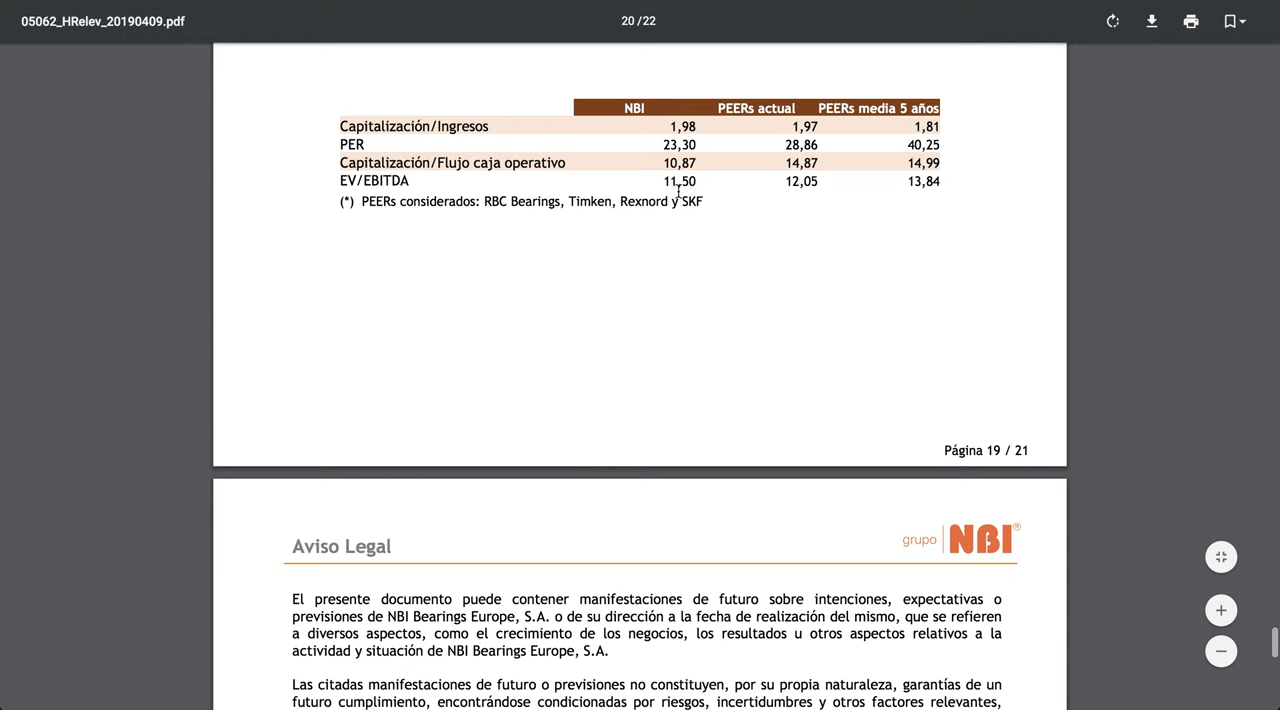 05062_HRelev_20190409.pdf 20 / 22
NBI PEERs actual PEERs media 5 años
Capitalización/Ingresos 1,98 1,97 1,81
PER 23,30 28,86 40,25
Capitalización/Flujo caja operativo 10,87 14,87 14,99
EV/EBITDA 11,50 12,05 13,84
(*) PEERs considerados: RBC Bearings, Timken, Rexnord y SKF
Página 19 / 21
Aviso Legal grupo NBI®
El presente documento puede contener manifestaciones de futuro sobre intenciones, expectativas o
previsiones de NBI Bearings Europe, S.A. o de su dirección a la fecha de realización del mismo, que se refieren
a diversos aspectos, como el crecimiento de los negocios, los resultados u otros aspectos relativos a la
actividad y situación de NBI Bearings Europe, S.A.
Las citadas manifestaciones de futuro o previsiones no constituyen, por su propia naturaleza, garantías de un
futuro cumplimiento, encontrándose condicionadas por riesgos, incertidumbres y otros factores relevantes,